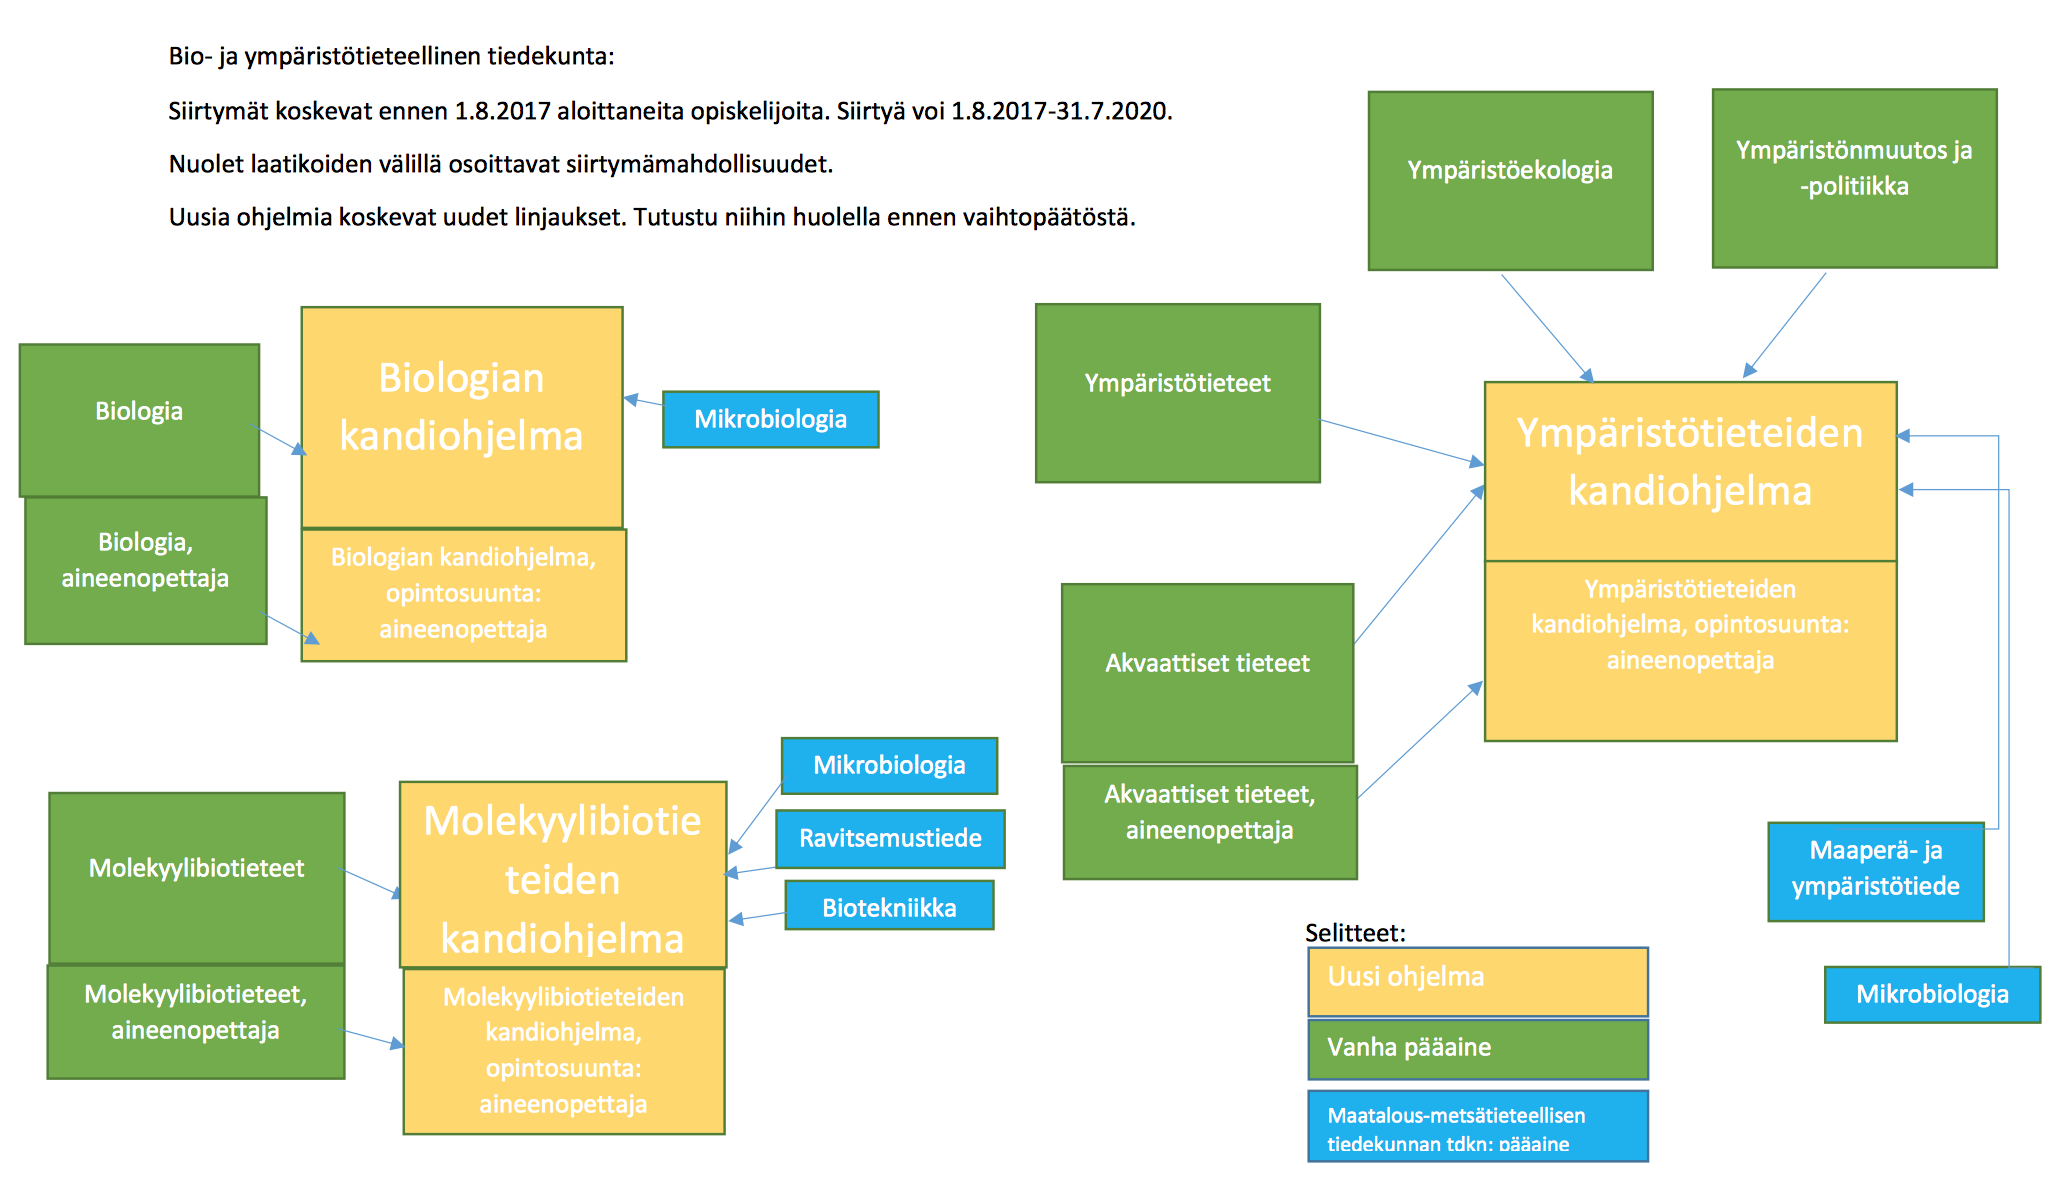 Bio- ja ympäristötieteellinen tiedekunta:
Siirtymät koskevat ennen 1.8.2017 aloittaneita opiskelijoita. Siirtyä voi 1.8.2017-31.7.2020.
Nuolet laatikoiden välillä osoittavat siirtymämahdollisuudet.
Uusia ohjelmia koskevat uudet linjaukset. Tutustu niihin huolella ennen vaihtopäätöstä.
Biologia
Biologia,
aineenopettaja
Biologian
kandiohjelma
Biologian kandiohjelma,
opintosuunta:
aineenopettaja
Mikrobiologia
Molekyylibiotieteet
Molekyylibiotieteet,
aineenopettaja
Molekyylibiotie
teiden
kandiohjelma
Molekyylibiotieteiden
kandiohjelma,
opintosuunta:
aineenopettaja
Mikrobiologia
Ravitsemustiede
Biotekniikka
Ympäristöekologia
Ympäristönmuutos ja
-politiikka
Ympäristötieteet
Ympäristötieteiden
kandiohjelma
Ympäristötieteiden
kandiohjelma, opintosuunta:
aineenopettaja
Akvaattiset tieteet
Akvaattiset tieteet,
aineenopettaja
Maaperä- ja
ympäristötiede
Mikrobiologia
Selitteet:
Uusi ohjelma
Vanha pääaine
Maatalous-metsätieteellisen
tiedekunnan tdkn: pääaine